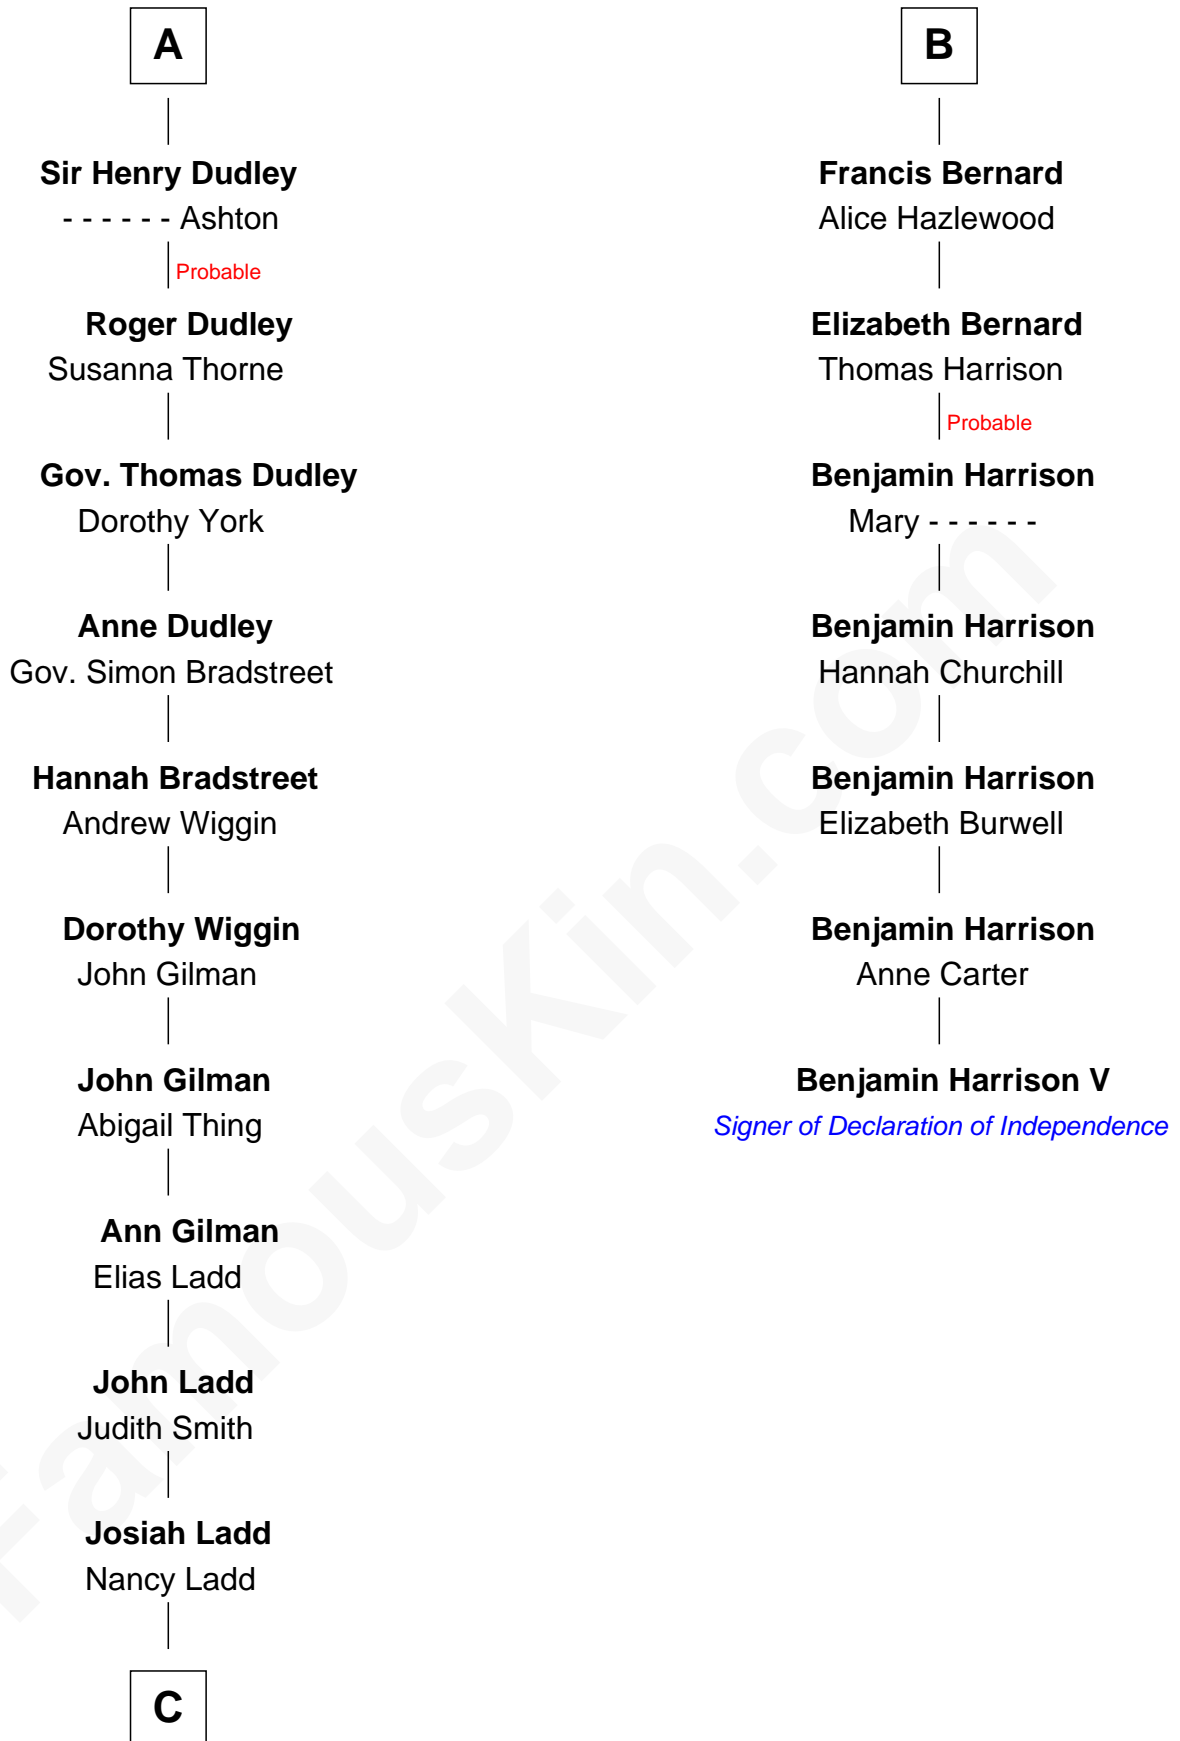 A
Sir Henry Dudley
- - - - - - Ashton
Probable
Roger Dudley
Susanna Thorne
Gov. Thomas Dudley
Dorothy York
Anne Dudley
Gov. Simon Bradstreet
Hannah Bradstreet
Andrew Wiggin
Dorothy Wiggin
John Gilman
John Gilman
Abigail Thing
Ann Gilman
Elias Ladd
John Ladd
Judith Smith
Josiah Ladd
Nancy Ladd
C
B
Francis Bernard
Alice Hazlewood
Elizabeth Bernard
Thomas Harrison
Probable
Benjamin Harrison
Mary - - - - - -
Benjamin Harrison
Hannah Churchill
Benjamin Harrison
Elizabeth Burwell
Benjamin Harrison
Anne Carter
Benjamin Harrison V
Signer of Declaration of Independence
FamousKin.com